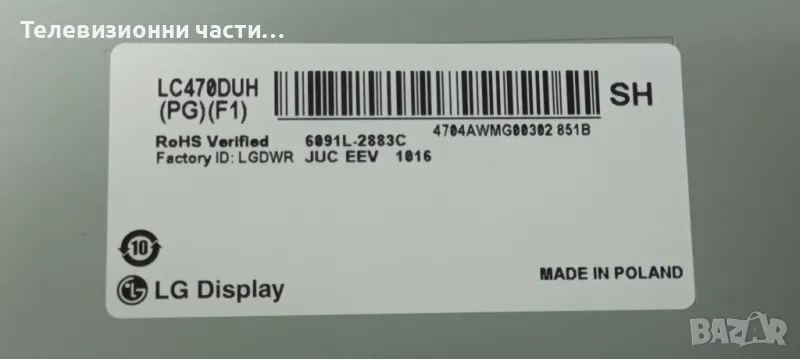 Телевизионни части...
LC470DUH
(PG)(F1)
SH
4704AWMG00302 851B
RoHS Verified 6091L-2883C
Factory ID: LGDWR JUC EEV 1016
10
LG Display
MADE IN POLAND
BAZAR